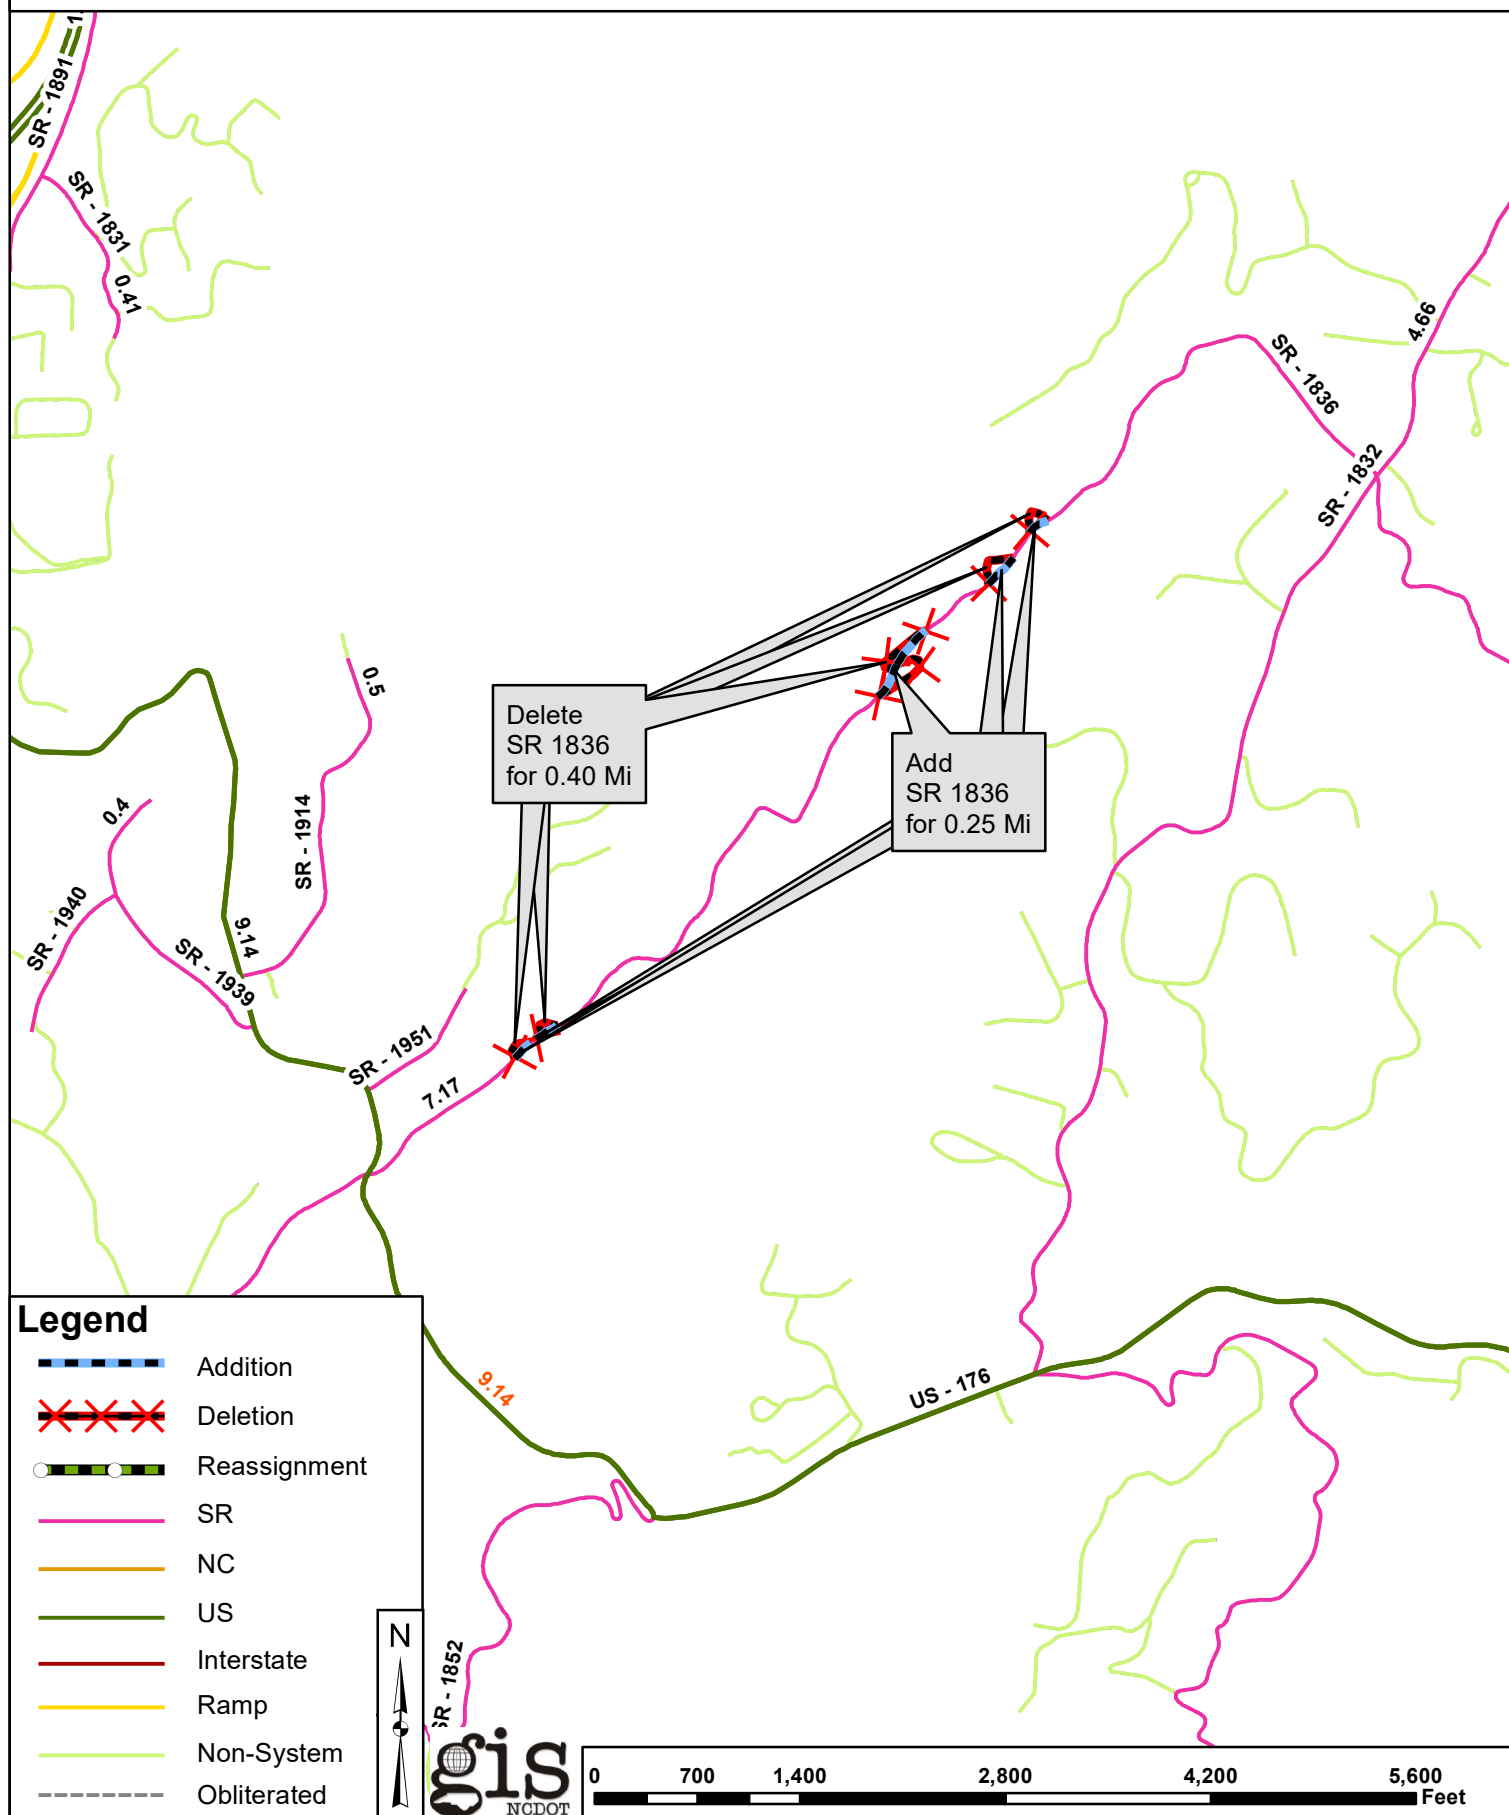 SR - 1891
SR - 1831
0.41
4.66
SR - 1836
SR - 1832
0.5
Delete
SR 1836
for 0.40 Mi
Add
SR 1836
for 0.25 Mi
0.4
SR - 1914
SR - 1940
9.14
SR - 1939
SR - 1951
7.17
9.14
US - 176
SR - 1852
Legend
Addition
Deletion
Reassignment
SR
NC
US
Interstate
Ramp
Non-System
Obliterated
N
gis
NCDOT
0 700 1,400 2,800 4,200 5,600
Feet